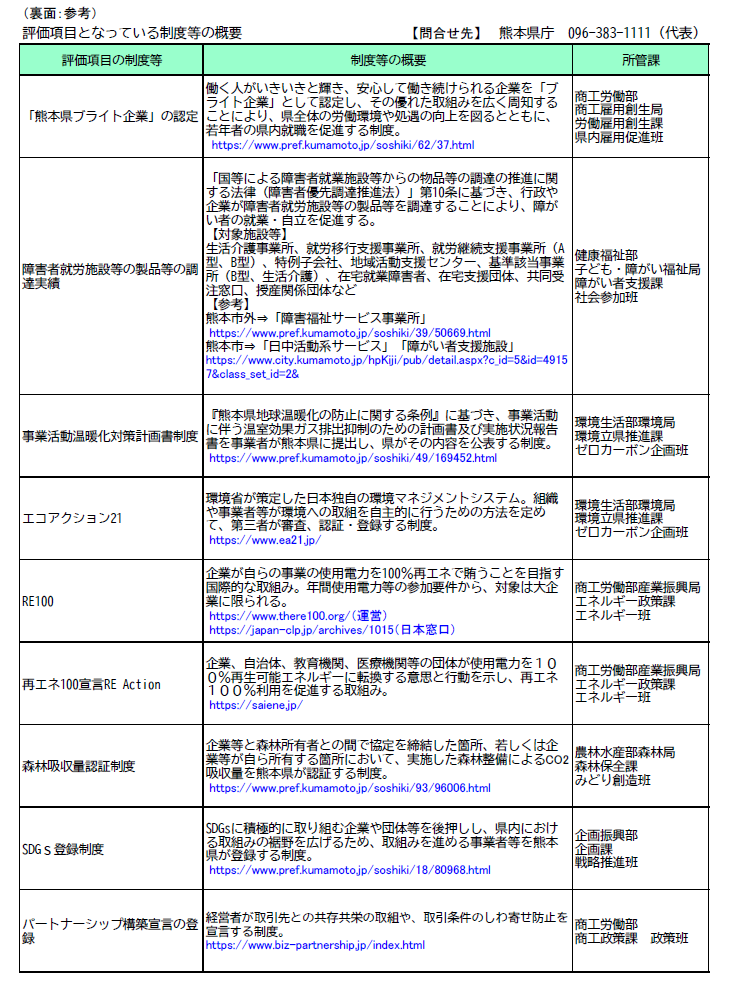 （裏面：参考）
評価項目となっている制度等の概要　【問合せ先】　熊本県庁　096-383-1111（代表）
評価項目の制度等　制度等の概要　所管課
「熊本県ブライト企業」の認定
働く人がいきいきと輝き、安心して働き続けられる企業を「ブ
ライト企業」として認定し、その優れた取組みを広く周知する
ことにより、県全体の労働環境や処遇の向上を図るとともに、
若年者の県内就職を促進する制度。
https://www.pref.kumamoto.jp/soshiki/62/37.html
商工労働部
商工雇用創生局
労働雇用創生課
県内雇用促進班
障害者就労施設等の製品等の調
達実績
「国等による障害者就業施設等からの物品等の調達の推進に関
する法律（障害者優先調達推進法）」第10条に基づき、行政や
企業が障害者就労施設等の製品等を調達することにより、障が
い者の就業・自立を促進する。
【対象施設等】
生活介護事業所、就労移行支援事業所、就労継続支援事業所（A
型、B型）、特例子会社、地域活動支援センター、基準該当事業
所（B型、生活介護）、在宅就業障害者、在宅支援団体、共同受
注窓口、授産関係団体など
【参考】
熊本市外⇒「障害福祉サービス事業所」
https://www.pref.kumamoto.jp/soshiki/39/50669.html
熊本市⇒「日中活動系サービス」「障がい者支援施設」
https://www.city.kumamoto.jp/hpKiji/pub/detail.aspx?c_id=5&id=4915
7&class_set_id=2&
健康福祉部
子ども・障がい福祉局
障がい者支援課
社会参加班
事業活動温暖化対策計画書制度
『熊本県地球温暖化の防止に関する条例』に基づき、事業活動
に伴う温室効果ガス排出抑制のための計画書及び実施状況報告
書を事業者が熊本県に提出し、県がその内容を公表する制度。
https://www.pref.kumamoto.jp/soshiki/49/169452.html
環境生活部環境局
環境立県推進課
ゼロカーボン企画班
エコアクション21
環境省が策定した日本独自の環境マネジメントシステム。組織
や事業者等が環境への取組を自主的に行うための方法を定め
て、第三者が審査、認証・登録する制度。
https://www.ea21.jp/
環境生活部環境局
環境立県推進課
ゼロカーボン企画班
RE100
企業が自らの事業の使用電力を100%再エネで賄うことを目指す
国際的な取組み。年間使用電力等の参加要件から、対象は大企
業に限られる。
https://www.there100.org/（運営）
https://japan-clp.jp/archives/1015（日本窓口）
商工労働部産業振興局
エネルギー政策課
エネルギー班
再エネ100宣言RE Action
企業、自治体、教育機関、医療機関等の団体が使用電力を１０
０％再生可能エネルギーに転換する意思と行動を示し、再エネ
１００％利用を促進する取組み。
https://saiene.jp/
商工労働部産業振興局
エネルギー政策課
エネルギー班
森林吸収量認証制度
企業等と森林所有者との間で協定を締結した箇所、若しくは企
業等が自ら所有する箇所において、実施した森林整備によるCO2
吸収量を熊本県が認証する制度。
https://www.pref.kumamoto.jp/soshiki/93/96006.html
農林水産部森林局
森林保全課
みどり創造班
SDGｓ登録制度
SDGsに積極的に取り組む企業や団体等を後押しし、県内におけ
る取組みの裾野を広げるため、取組みを進める事業者等を熊本
県が登録する制度。
https://www.pref.kumamoto.jp/soshiki/18/80968.html
企画振興部
企画課
戦略推進班
パートナーシップ構築宣言の登
録
経営者が取引先との共存共栄の取組や、取引条件のしわ寄せ防止を
宣言する制度。
https://www.biz-partnership.jp/index.html
商工労働部
商工政策課　政策班